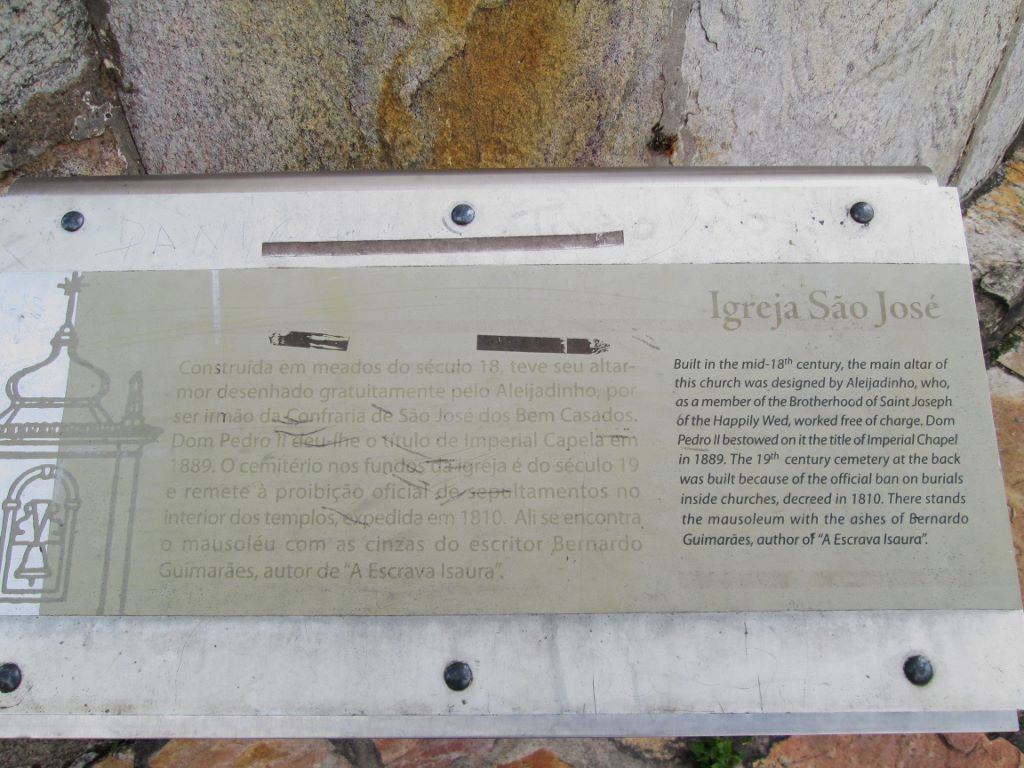 Igreja São José
Construída em meados do século 18, teve seu altar-
mor desenhado gratuitamente pelo Aleijadinho, por
ser irmão da Confraria de São José dos Bem Casados.
Dom Pedro II deu-lhe o título de Imperial Capela em
1889. O cemitério nos fundos da igreja é do século 19
e remete à proibição oficial de sepultamentos no
interior dos templos, expedida em 1810. Ali se encontra
o mausoléu com as cinzas do escritor Bernardo
Guimarães, autor de “A Escrava Isaura”.
Built in the mid-18th century, the main altar of
this church was designed by Aleijadinho, who,
as a member of the Brotherhood of Saint Joseph
of the Happily Wed, worked free of charge. Dom
Pedro II bestowed on it the title of Imperial Chapel
in 1889. The 19th century cemetery at the back
was built because of the official ban on burials
inside churches, decreed in 1810. There stands
the mausoleum with the ashes of Bernardo
Guimarães, author of “A Escrava Isaura”.